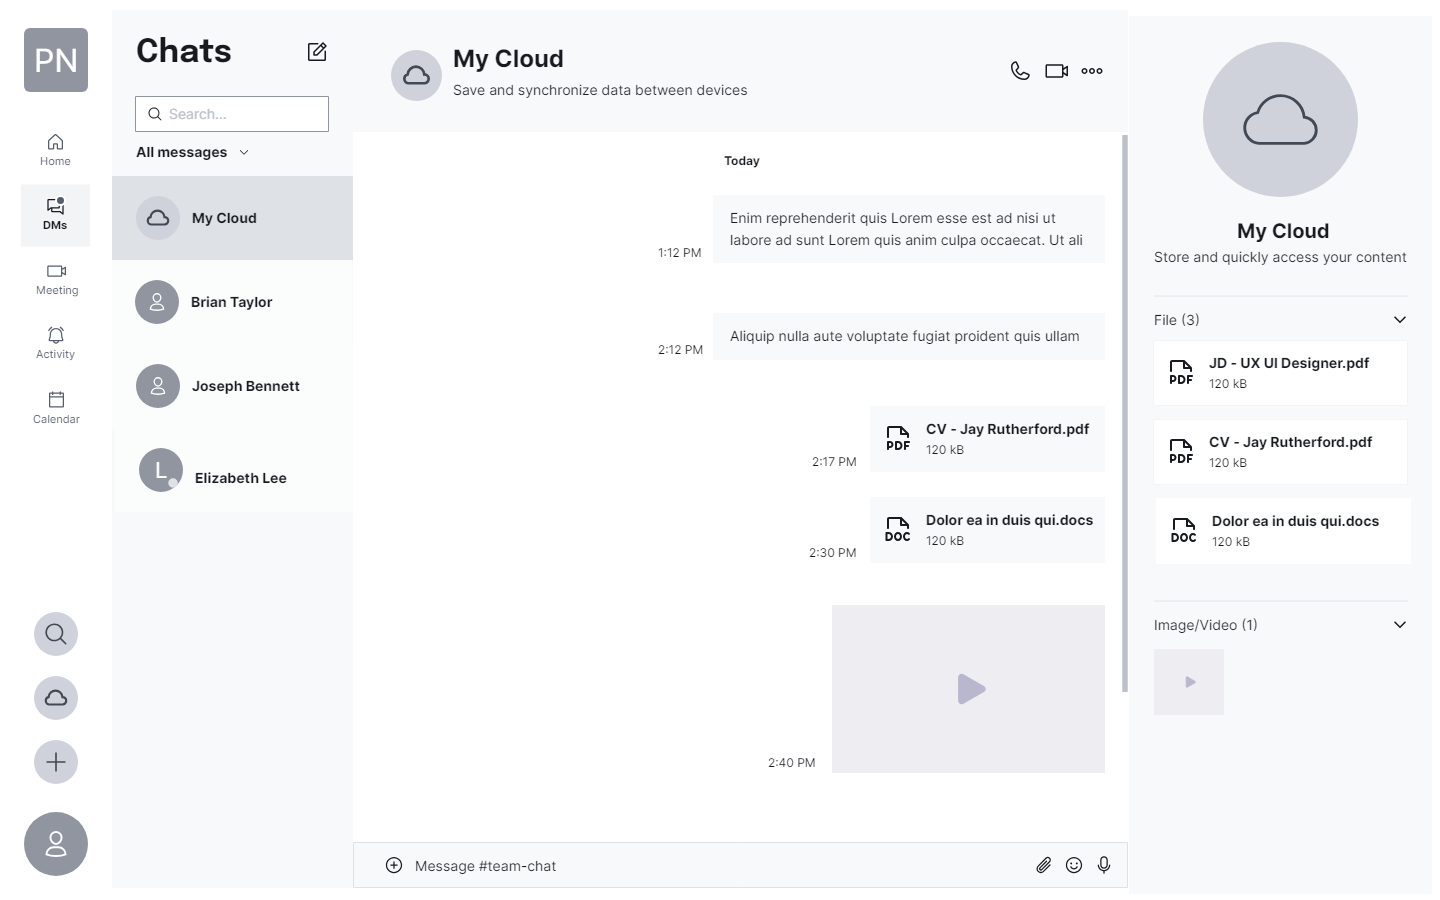 PN
Home
DMs
Meeting
Activity
Calendar
Chats
Search...
All messages
My Cloud
Brian Taylor
Joseph Bennett
L
Elizabeth Lee
My Cloud
Save and synchronize data between devices
Today
Enim reprehenderit quis Lorem esse est ad nisi ut
labore ad sunt Lorem quis anim culpa occaecat. Ut ali
1:12 PM
Aliquip nulla aute voluptate fugiat proident quis ullam
2:12 PM
PDF
CV - Jay Rutherford.pdf
120 kB
2:17 PM
DOC
Dolor ea in duis qui.docs
120 kB
2:30 PM
2:40 PM
Message #team-chat
My Cloud
Store and quickly access your content
File (3)
PDF
JD - UX UI Designer.pdf
120 kB
PDF
CV - Jay Rutherford.pdf
120 kB
DOC
Dolor ea in duis qui.docs
120 kB
Image/Video (1)